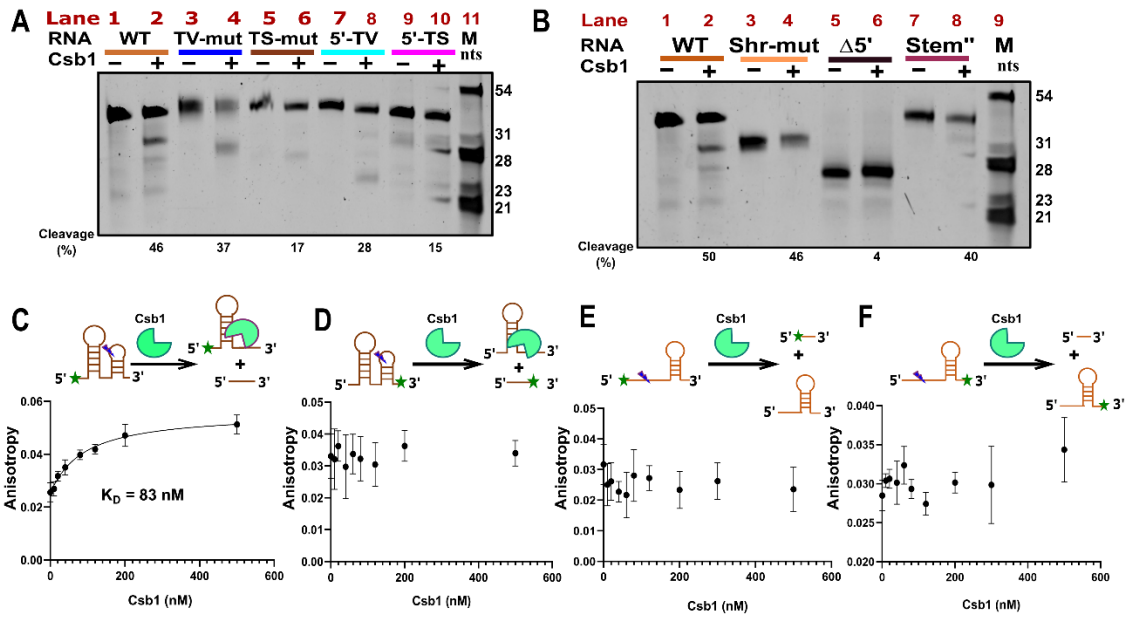 A
Lane 1 2 3 4 5 6 7 8 9 10 11
RNA WT TV-mut TS-mut 5'-TV 5'-TS M
Csb1 − + − + − + − + − + nts
54
31
28
23
21
Cleavage (%) 46 37 17 28 15
B
Lane 1 2 3 4 5 6 7 8 9
RNA WT Shr-mut Δ5' Stem" M
Csb1 − + − + − + − + nts
54
31
28
23
21
Cleavage (%) 50 46 4 40
C
Csb1
5' 3'
+
5' 3'
3'
Anisotropy
0.06
0.04
0.02
0.00
K_D = 83 nM
0 200 400 600
Csb1 (nM)
D
Csb1
5' 3'
+
5' 3'
5' 3'
Anisotropy
0.05
0.04
0.03
0.02
0.01
0.00
0 200 400 600
Csb1 (nM)
E
Csb1
5' 3'
+
5' 3'
Anisotropy
0.05
0.04
0.03
0.02
0.01
0.00
0 200 400 600
Csb1 (nM)
F
Csb1
5' 3'
+
5' 3'
3'
Anisotropy
0.040
0.035
0.030
0.025
0.020
0 200 400 600
Csb1 (nM)